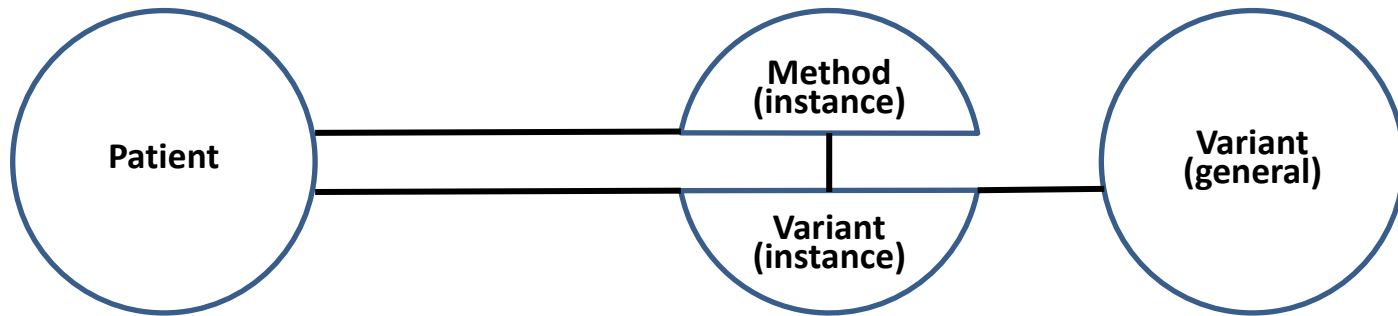 Patient
Method
(instance)
Variant
(instance)
Variant
(general)